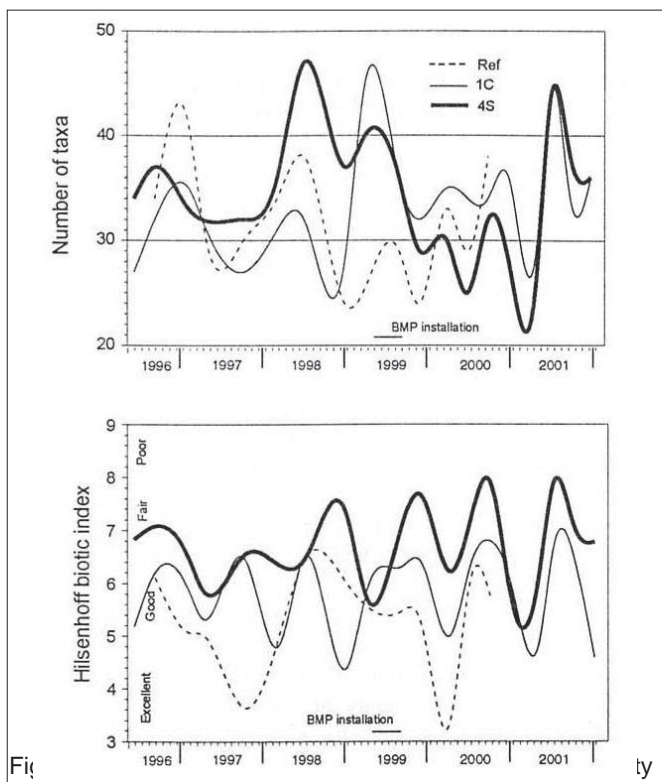 50
Ref
1C
4S
40
Number of taxa
30
BMP installation
20
1996 1997 1998 1999 2000 2001
9
Poor
8
Fair
7
Hilsenhoff biotic index
6
Good
5
4
Excellent
BMP installation
3
1996 1997 1998 1999 2000 2001